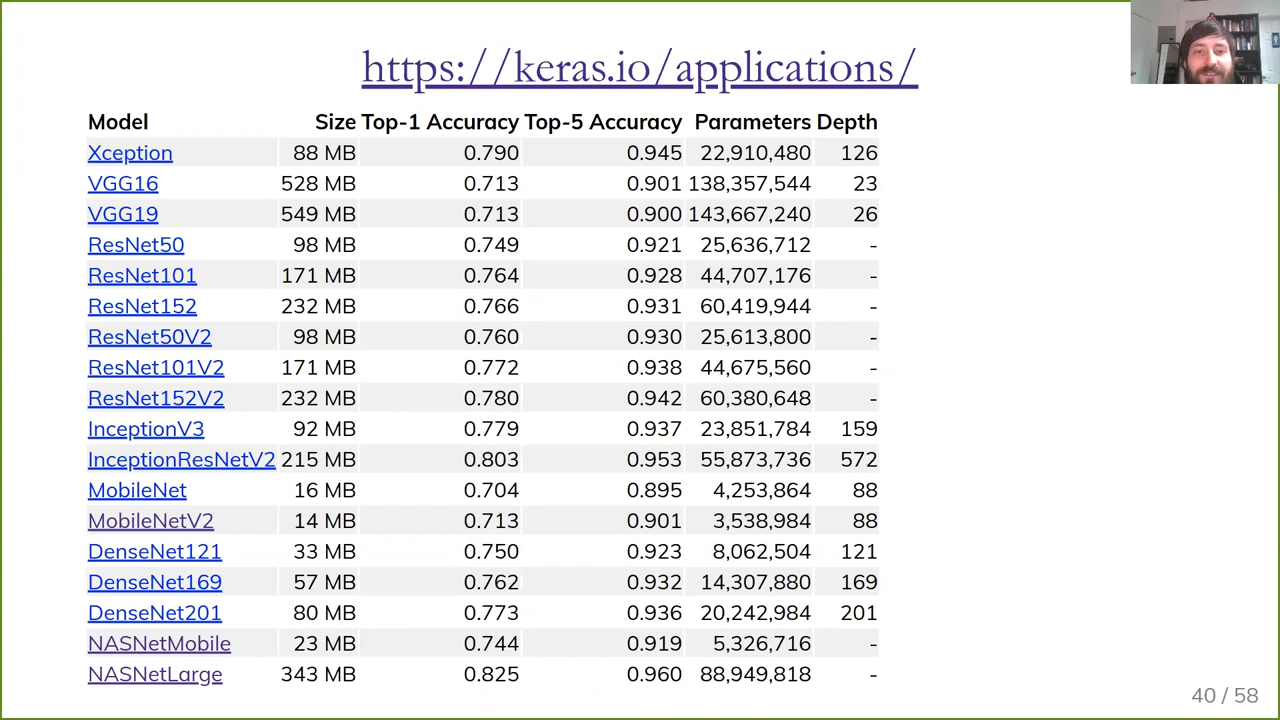 https://keras.io/applications/
Model Size Top-1 Accuracy Top-5 Accuracy Parameters Depth
Xception 88 MB 0.790 0.945 22,910,480 126
VGG16 528 MB 0.713 0.901 138,357,544 23
VGG19 549 MB 0.713 0.900 143,667,240 26
ResNet50 98 MB 0.749 0.921 25,636,712 -
ResNet101 171 MB 0.764 0.928 44,707,176 -
ResNet152 232 MB 0.766 0.931 60,419,944 -
ResNet50V2 98 MB 0.760 0.930 25,613,800 -
ResNet101V2 171 MB 0.772 0.938 44,675,560 -
ResNet152V2 232 MB 0.780 0.942 60,380,648 -
InceptionV3 92 MB 0.779 0.937 23,851,784 159
InceptionResNetV2 215 MB 0.803 0.953 55,873,736 572
MobileNet 16 MB 0.704 0.895 4,253,864 88
MobileNetV2 14 MB 0.713 0.901 3,538,984 88
DenseNet121 33 MB 0.750 0.923 8,062,504 121
DenseNet169 57 MB 0.762 0.932 14,307,880 169
DenseNet201 80 MB 0.773 0.936 20,242,984 201
NASNetMobile 23 MB 0.744 0.919 5,326,716 -
NASNetLarge 343 MB 0.825 0.960 88,949,818 -
40 / 58